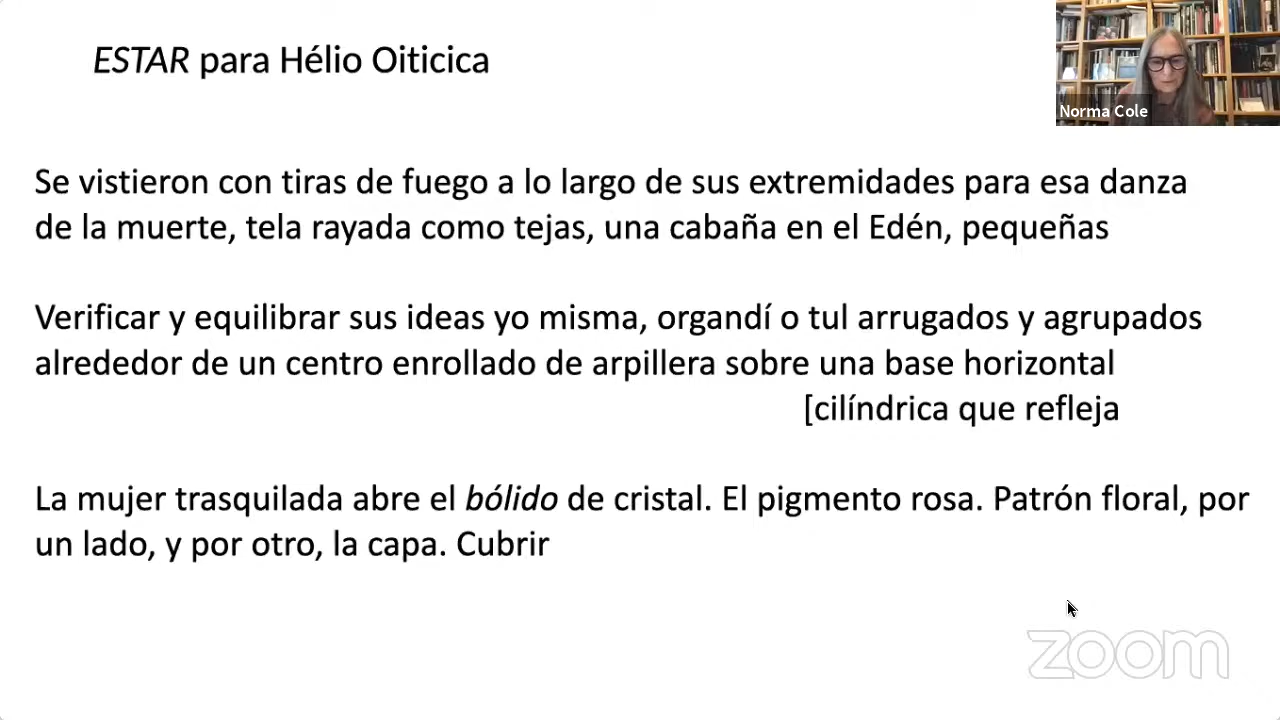 ESTAR para Hélio Oiticica
Norma Cole
Se vistieron con tiras de fuego a lo largo de sus extremidades para esa danza
de la muerte, tela rayada como tejas, una cabaña en el Edén, pequeñas
Verificar y equilibrar sus ideas yo misma, organdí o tul arrugados y agrupados
alrededor de un centro enrollado de arpillera sobre una base horizontal
[cilíndrica que refleja
La mujer trasquilada abre el bólido de cristal. El pigmento rosa. Patrón floral, por
un lado, y por otro, la capa. Cubrir
zoom